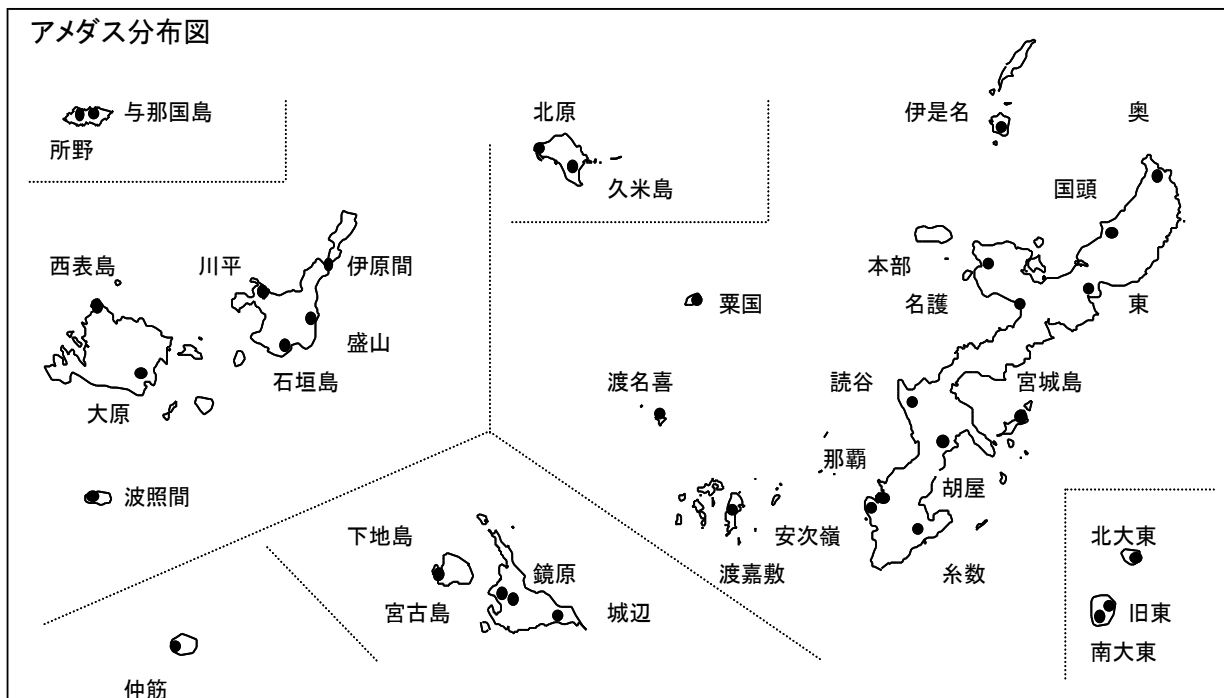 アメダス分布図
与那国島
所野
北原
久米島
伊是名
奥
国頭
西表島
川平
伊原間
本部
名護
東
粟国
盛山
石垣島
大原
渡名喜
読谷
宮城島
波照間
那覇
胡屋
下地島
鏡原
安次嶺
渡嘉敷
糸数
北大東
宮古島
城辺
旧東
南大東
仲筋